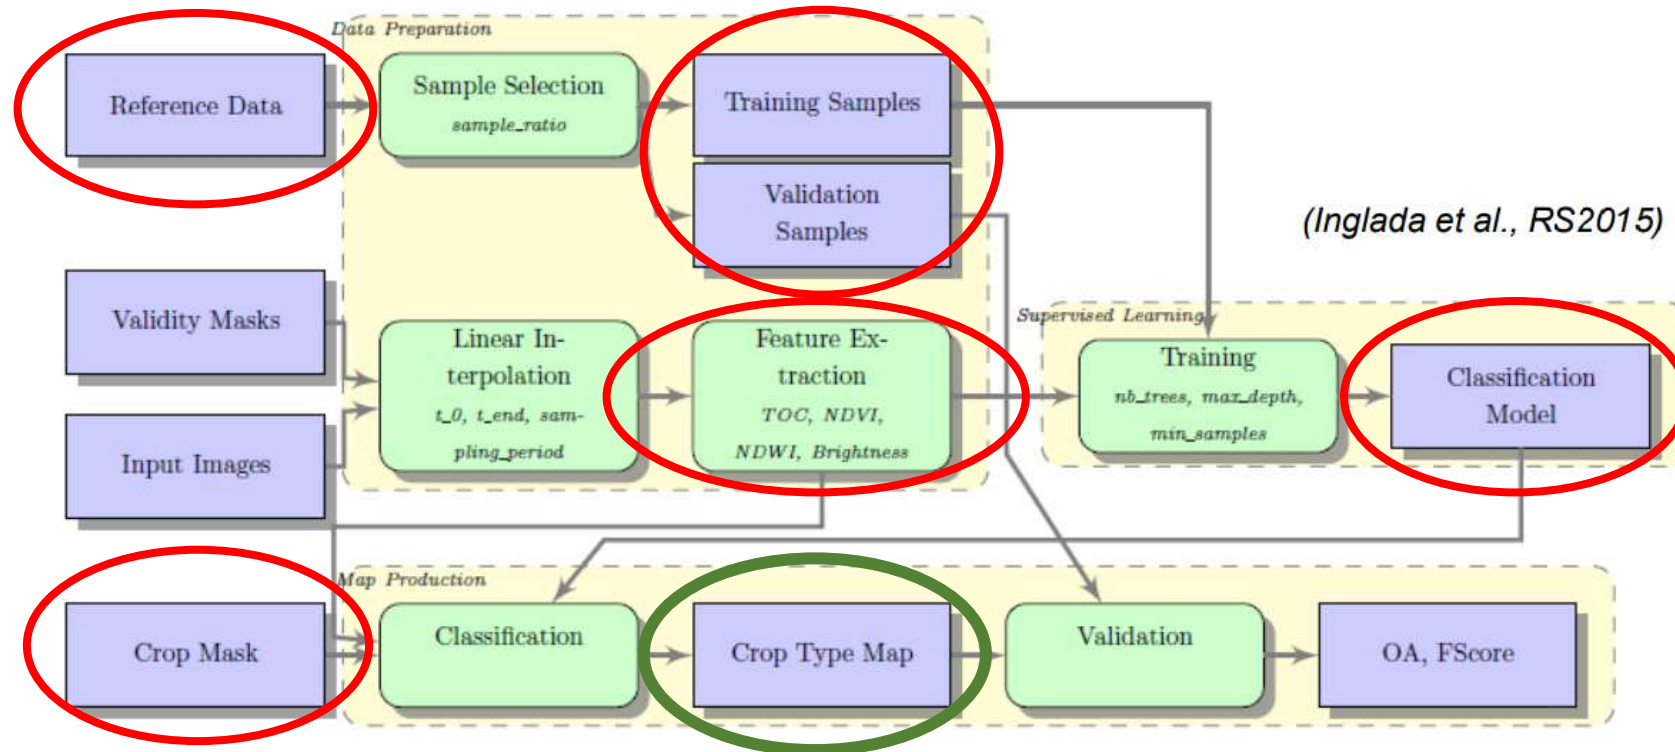 Data Preparation
Reference Data
Sample Selection
sample_ratio
Training Samples
Validation
Samples
(Inglada et al., RS2015)
Validity Masks
Input Images
Linear In-
terpolation
t_0, t_end, sam-
pling_period
Feature Ex-
traction
TOC, NDVI,
NDWI, Brightness
Supervised Learning
Training
nb_trees, max_depth,
min_samples
Classification
Model
Map Production
Crop Mask
Classification
Crop Type Map
Validation
OA, FScore